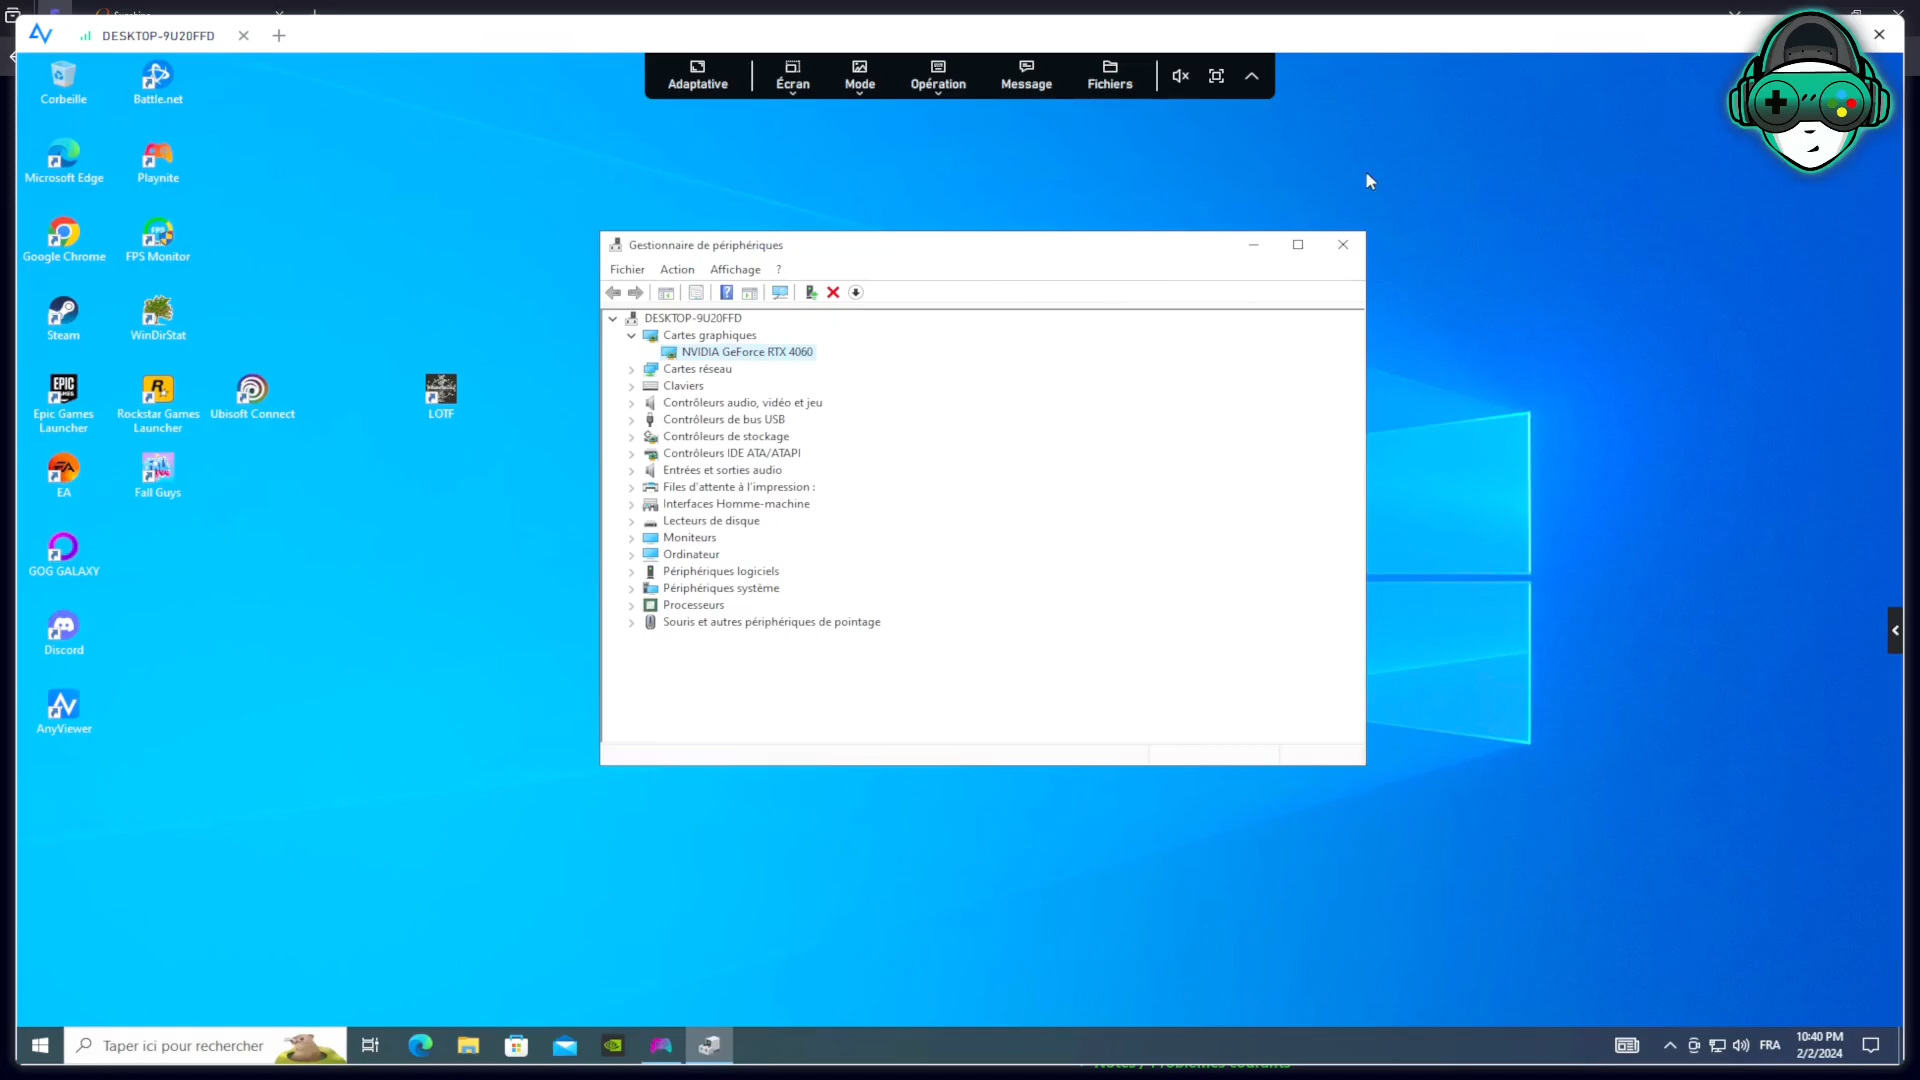 DESKTOP-9U20FFD
Adaptative
Écran
Mode
Opération
Message
Fichiers
Corbeille
Battle.net
Microsoft Edge
Playnite
Google Chrome
FPS Monitor
Steam
WinDirStat
Epic Games
Launcher
Rockstar Games
Launcher
Ubisoft Connect
LOTF
EA
Fall Guys
GOG GALAXY
Discord
AnyViewer
Gestionnaire de périphériques
Fichier Action Affichage ?
DESKTOP-9U20FFD
Cartes graphiques
NVIDIA GeForce RTX 4060
Cartes réseau
Claviers
Contrôleurs audio, vidéo et jeu
Contrôleurs de bus USB
Contrôleurs de stockage
Contrôleurs IDE ATA/ATAPI
Entrées et sorties audio
Files d'attente à l'impression :
Interfaces Homme-machine
Lecteurs de disque
Moniteurs
Ordinateur
Périphériques logiciels
Périphériques système
Processeurs
Souris et autres périphériques de pointage
Taper ici pour rechercher
FRA
10:40 PM
2/2/2024